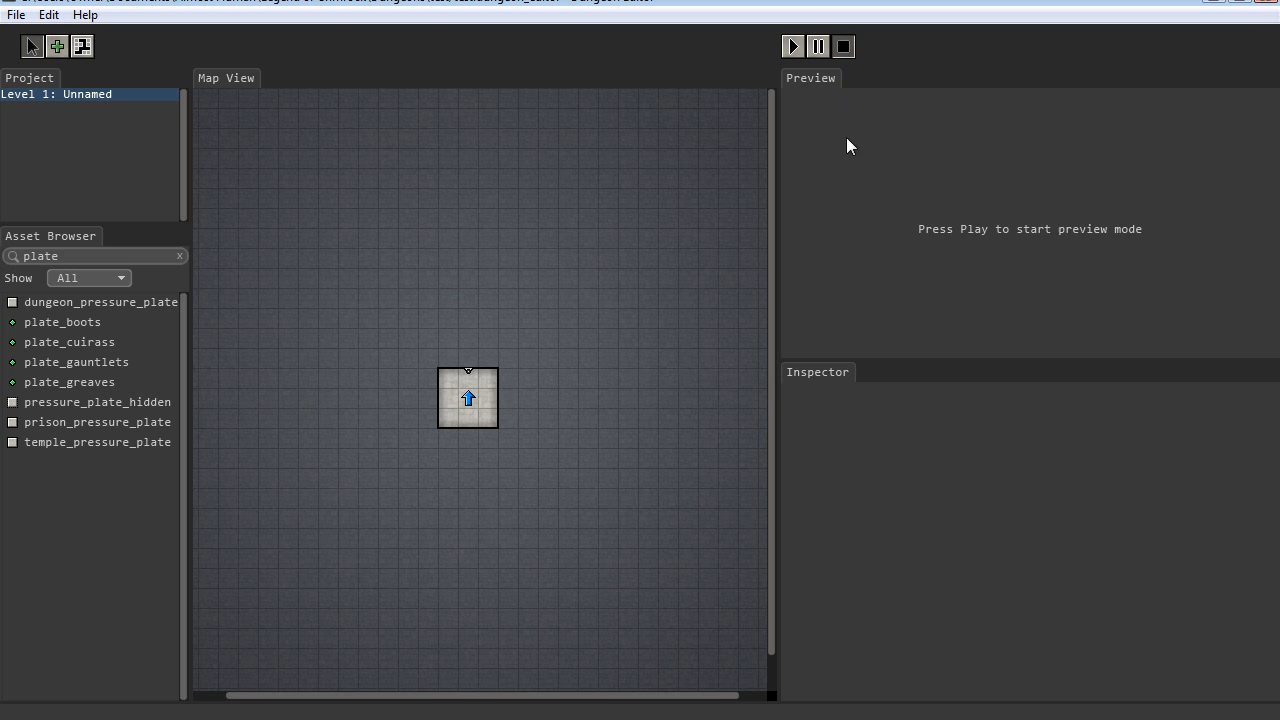 File Edit Help
Project
Map View
Preview
Level 1: Unnamed
Press Play to start preview mode
Asset Browser
plate
x
Show All
dungeon_pressure_plate
plate_boots
plate_cuirass
plate_gauntlets
plate_greaves
pressure_plate_hidden
prison_pressure_plate
temple_pressure_plate
Inspector